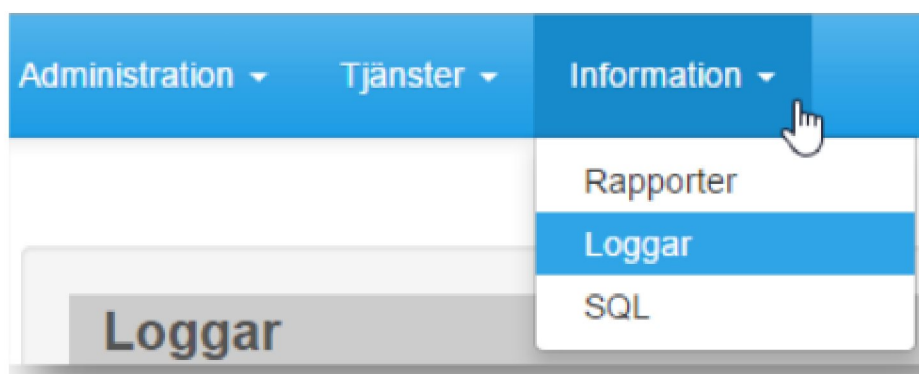 Administration Tjänster Information
Rapporter
Loggar
SQL
Loggar